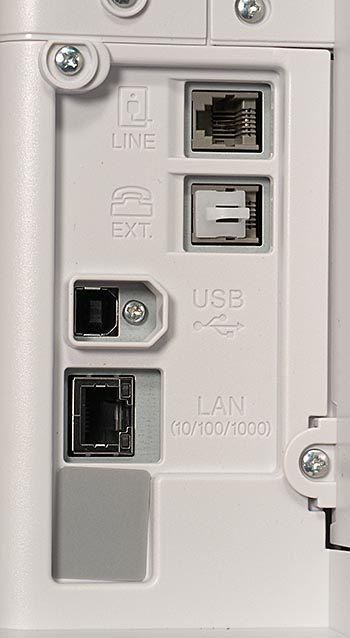 LINE
EXT.
USB
LAN
(10/100/1000)